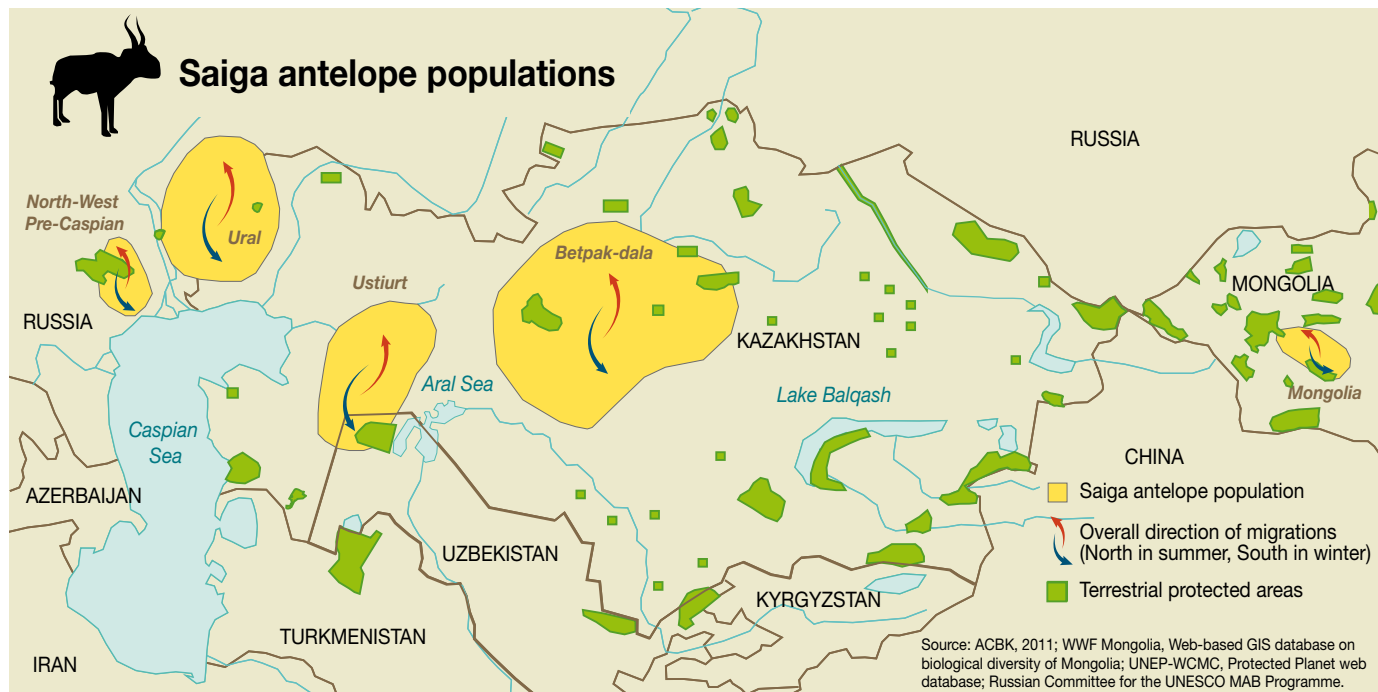 Saiga antelope populations
RUSSIA
North-West
Pre-Caspian
Ural
Betpak-dala
Ustiurt
MONGOLIA
RUSSIA
KAZAKHSTAN
Aral Sea
Lake Balqash
Mongolia
Caspian
Sea
CHINA
AZERBAIJAN
UZBEKISTAN
KYRGYZSTAN
TURKMENISTAN
IRAN
Saiga antelope population
Overall direction of migrations
(North in summer, South in winter)
Terrestrial protected areas
Source: ACBK, 2011; WWF Mongolia, Web-based GIS database on
biological diversity of Mongolia; UNEP-WCMC, Protected Planet web
database; Russian Committee for the UNESCO MAB Programme.